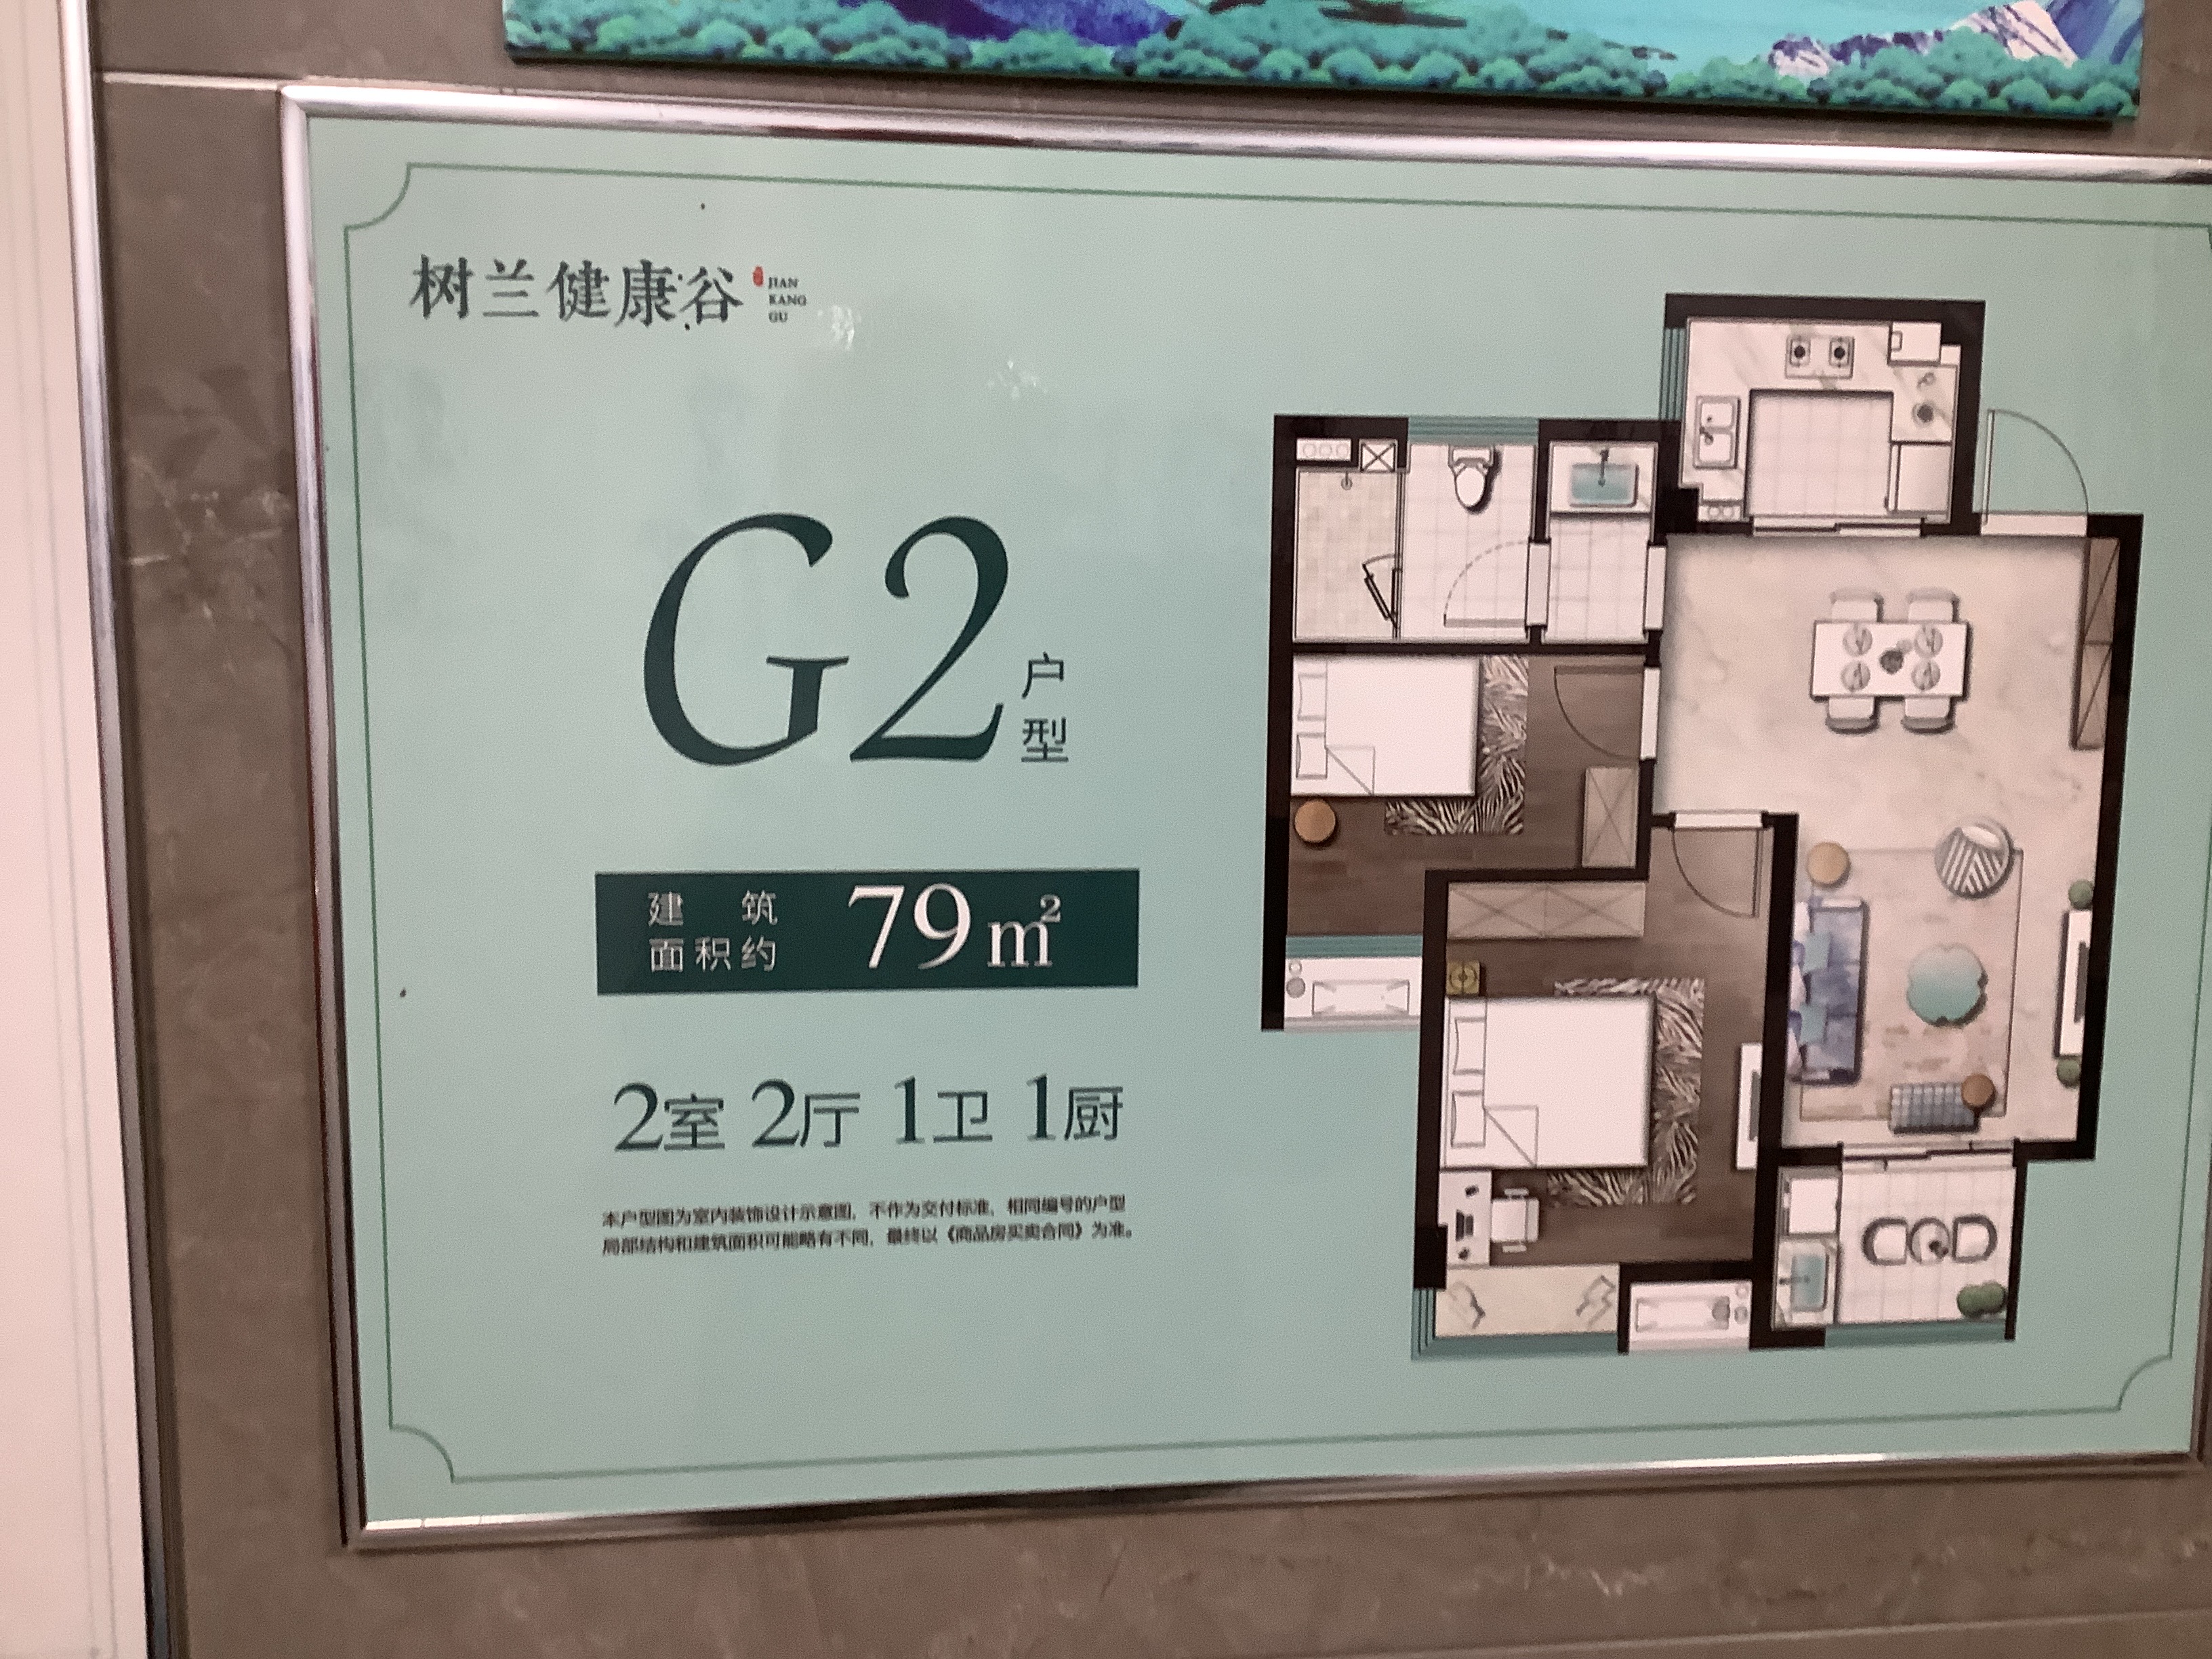 树兰健康谷
JIAN
KANG
GU
G2户型
建筑
面积约
79㎡
2室 2厅 1卫 1厨
本户型图为室内装饰设计示意图，不作为交付标准，相同编号的户型
局部结构和建筑面积可能略有不同，最终以《商品房买卖合同》为准。